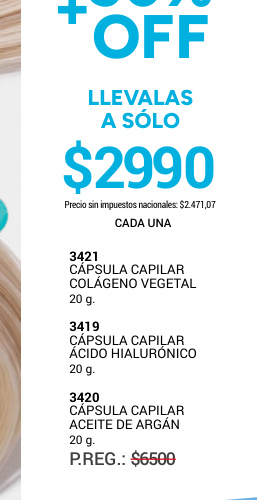 OFF
LLEVALAS
A SÓLO
$2990
Precio sin impuestos nacionales: $2.471,07
CADA UNA
3421
CÁPSULA CAPILAR
COLÁGENO VEGETAL
20 g.
3419
CÁPSULA CAPILAR
ÁCIDO HIALURÓNICO
20 g.
3420
CÁPSULA CAPILAR
ACEITE DE ARGÁN
20 g.
P.REG.: $6500